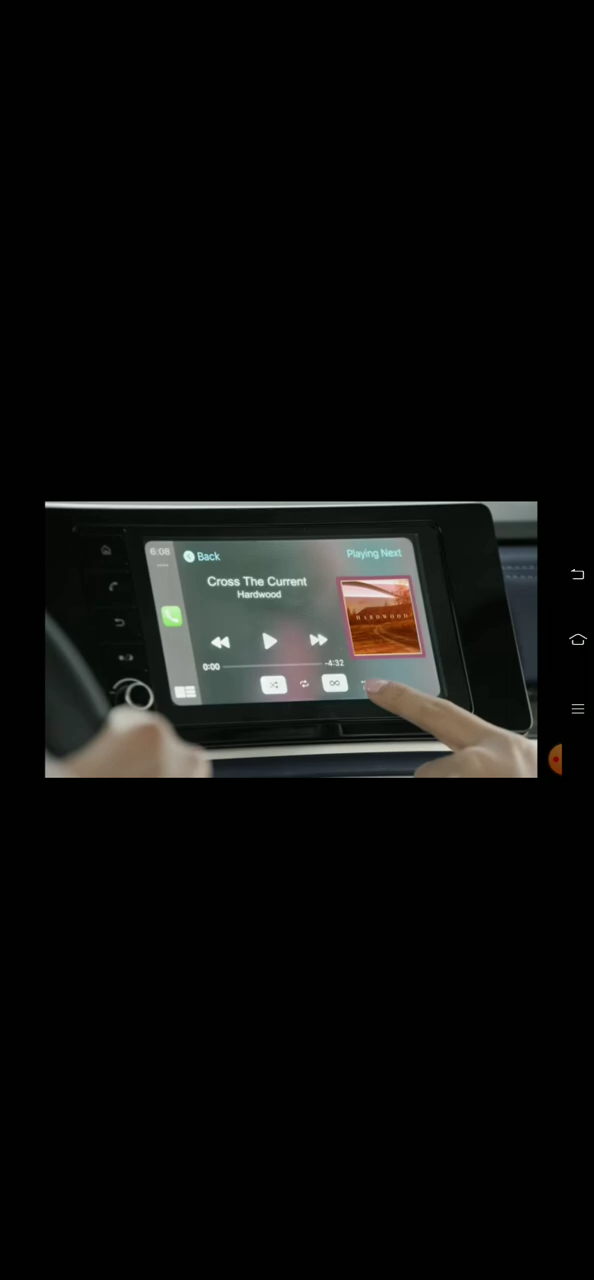 6:08
Back
Playing Next
Cross The Current
Hardwood
HARDWOOD
0:00
-4:32